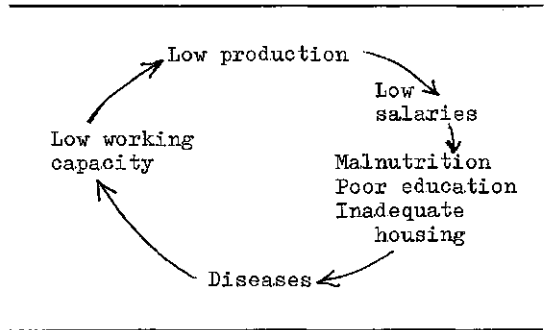 Low production
Low
salaries
Malnutrition
Poor education
Inadequate
housing
Diseases
Low working
capacity